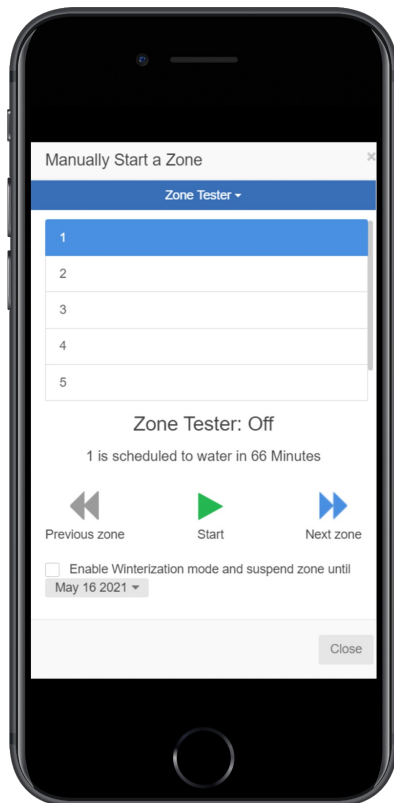 Manually Start a Zone ×
Zone Tester
1
2
3
4
5
Zone Tester: Off
1 is scheduled to water in 66 Minutes
Previous zone Start Next zone
Enable Winterization mode and suspend zone until
May 16 2021
Close